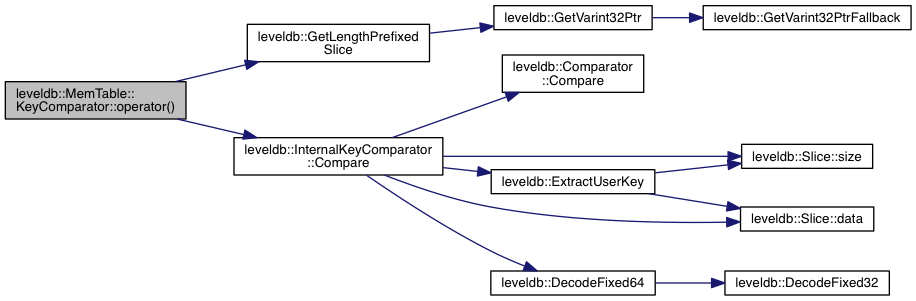 leveldb::MemTable::
KeyComparator::operator()
leveldb::GetLengthPrefixed
Slice
leveldb::GetVarint32Ptr
leveldb::GetVarint32PtrFallback
leveldb::InternalKeyComparator
::Compare
leveldb::Comparator
::Compare
leveldb::ExtractUserKey
leveldb::Slice::size
leveldb::Slice::data
leveldb::DecodeFixed64
leveldb::DecodeFixed32